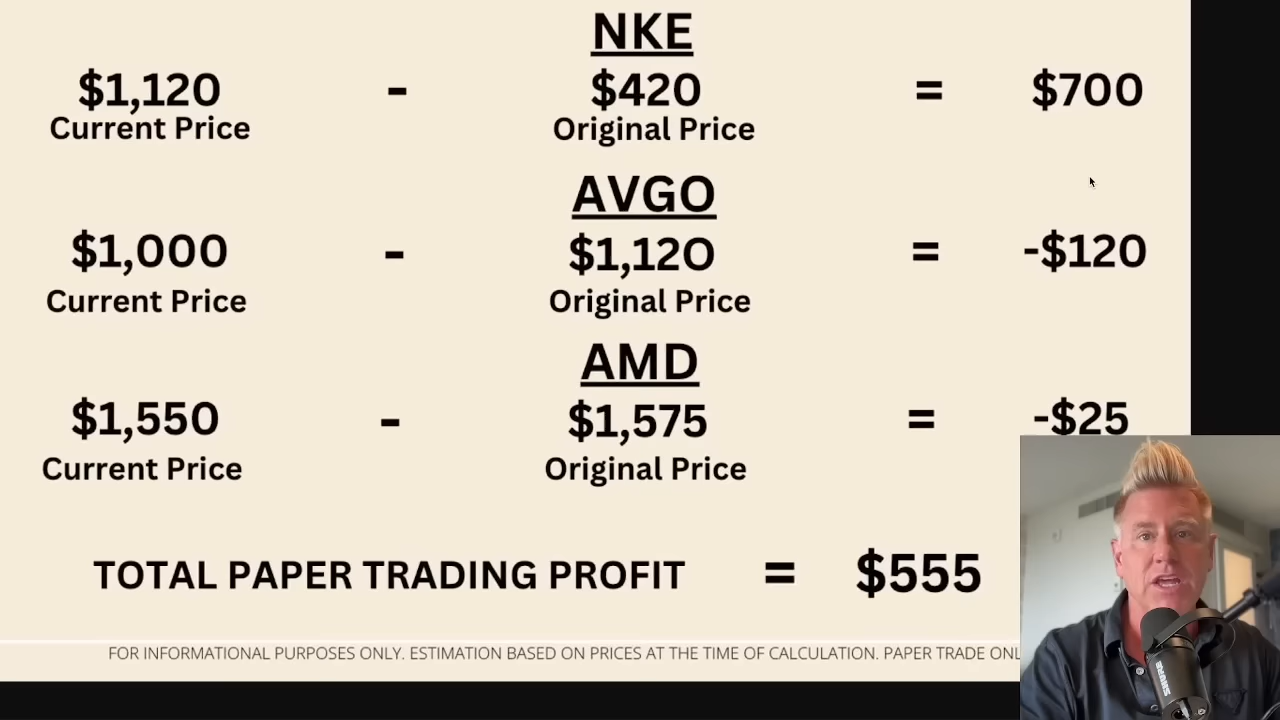 NKE
$1,120 - $420 = $700
Current Price Original Price
AVGO
$1,000 - $1,120 = -$120
Current Price Original Price
AMD
$1,550 - $1,575 = -$25
Current Price Original Price
TOTAL PAPER TRADING PROFIT = $555
FOR INFORMATIONAL PURPOSES ONLY. ESTIMATION BASED ON PRICES AT THE TIME OF CALCULATION. PAPER TRADE
SHURE